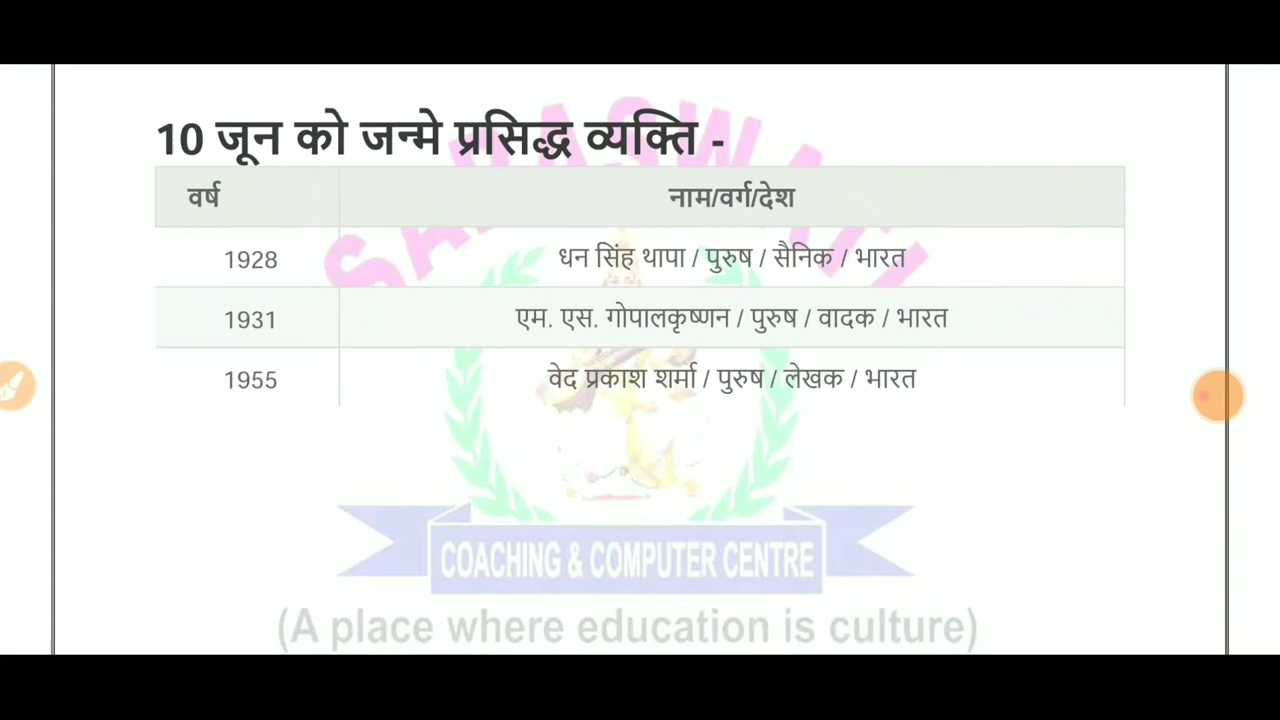 10 जून को जन्मे प्रसिद्ध व्यक्ति -
वर्ष नाम/वर्ग/देश
1928 धन सिंह थापा / पुरुष / सैनिक / भारत
1931 एम. एस. गोपालकृष्णन / पुरुष / वादक / भारत
1955 वेद प्रकाश शर्मा / पुरुष / लेखक / भारत
SARASWATI
COACHING & COMPUTER CENTRE
(A place where education is culture)